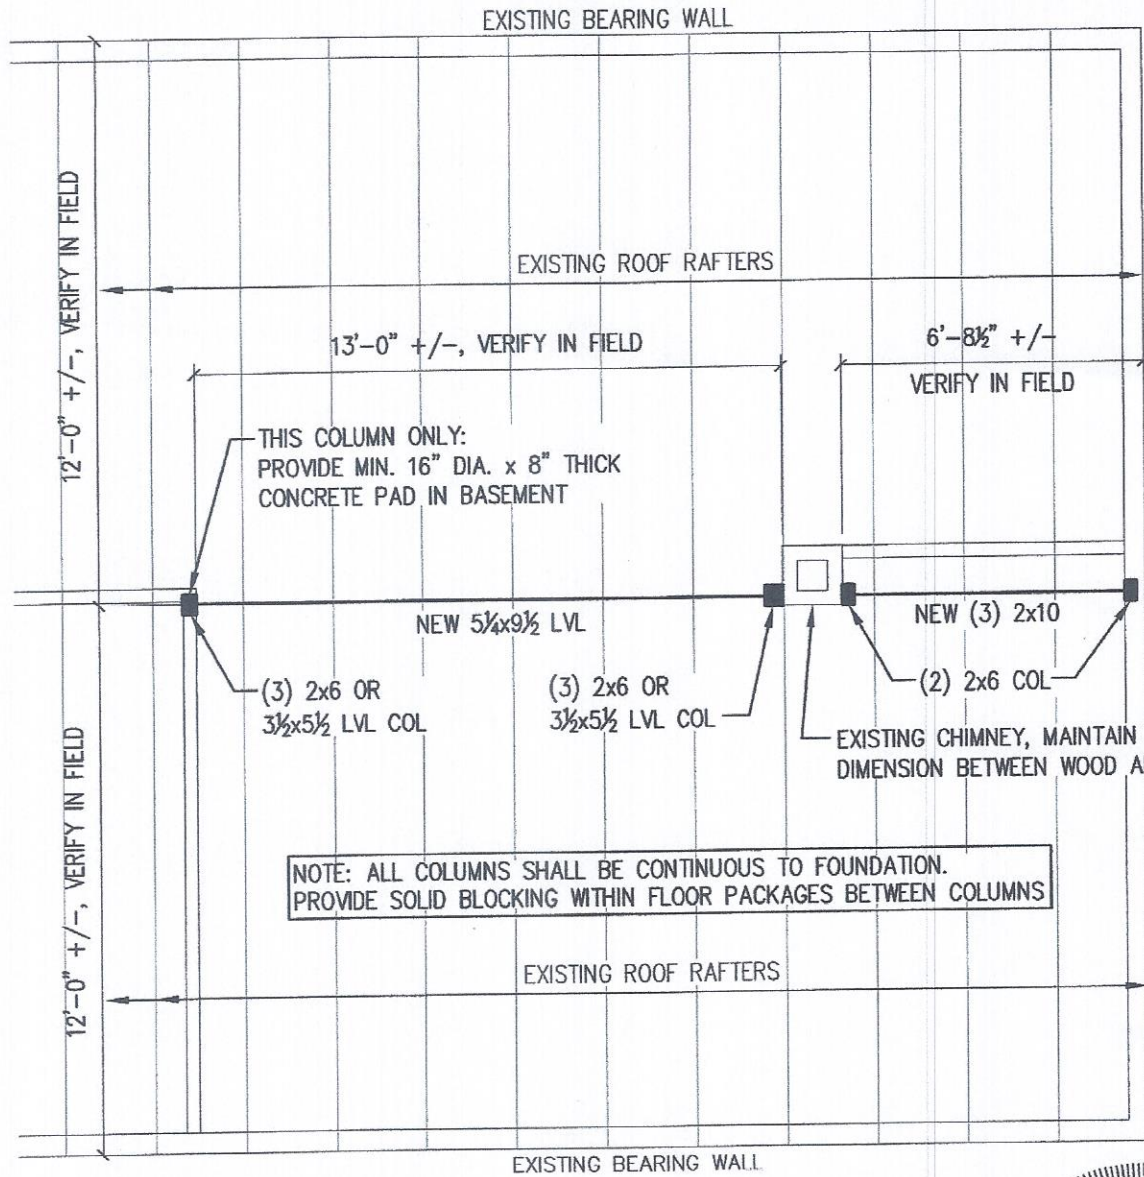 EXISTING BEARING WALL
12'-0" +/-, VERIFY IN FIELD
EXISTING ROOF RAFTERS
13'-0" +/-, VERIFY IN FIELD
6'-8½" +/-
VERIFY IN FIELD
THIS COLUMN ONLY:
PROVIDE MIN. 16" DIA. x 8" THICK
CONCRETE PAD IN BASEMENT
NEW 5¼x9½ LVL
NEW (3) 2x10
(3) 2x6 OR
3½x5½ LVL COL
(3) 2x6 OR
3½x5½ LVL COL
(2) 2x6 COL
EXISTING CHIMNEY, MAINTAIN
DIMENSION BETWEEN WOOD A
12'-0" +/-, VERIFY IN FIELD
NOTE: ALL COLUMNS SHALL BE CONTINUOUS TO FOUNDATION.
PROVIDE SOLID BLOCKING WITHIN FLOOR PACKAGES BETWEEN COLUMNS
EXISTING ROOF RAFTERS
EXISTING BEARING WALL